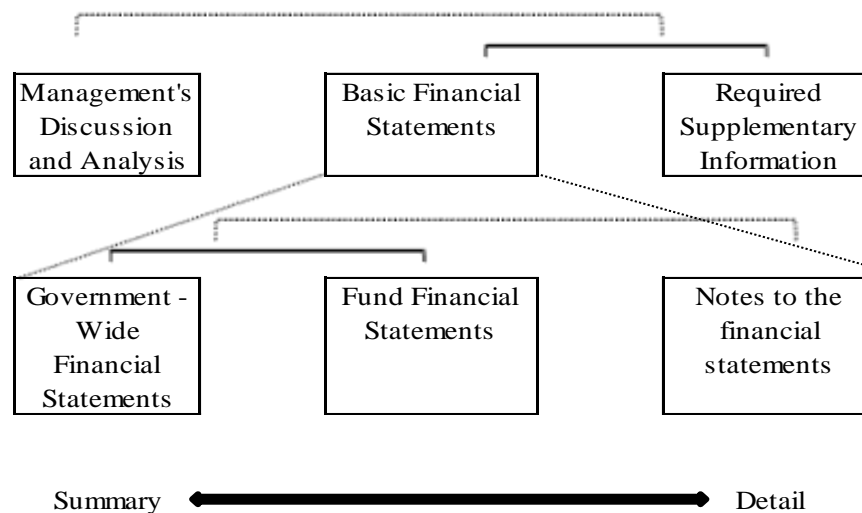 Management's
Discussion
and Analysis
Basic Financial
Statements
Required
Supplementary
Information
Government -
Wide
Financial
Statements
Fund Financial
Statements
Notes to the
financial
statements
Summary
Detail